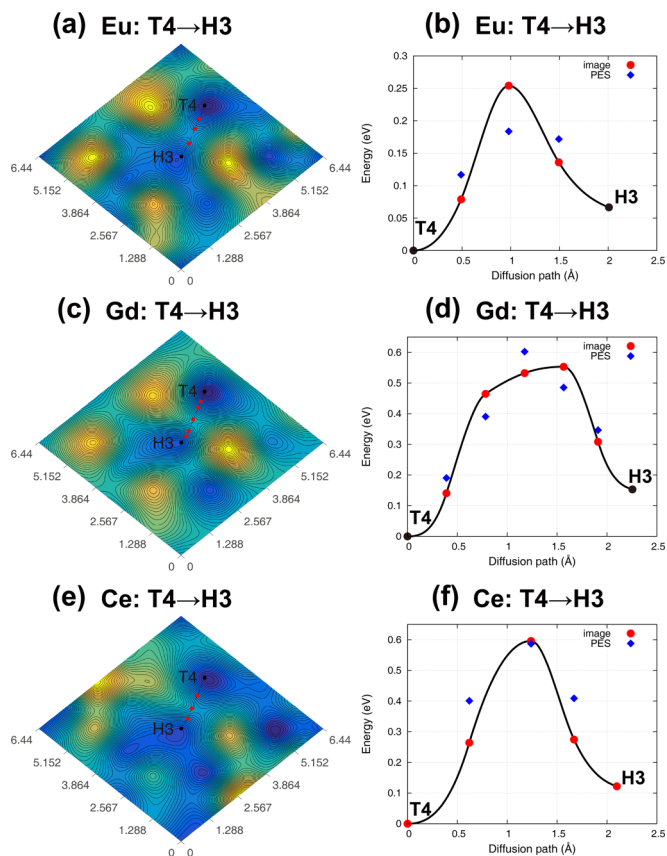 (a) Eu: T4→H3
T4
H3
6.44
5.152
3.864
2.567
1.288
0
0
1.288
2.567
3.864
5.152
6.44
(b) Eu: T4→H3
image
PES
Energy (eV)
0.3
0.25
0.2
0.15
0.1
0.05
0
T4
H3
0 0.5 1 1.5 2 2.5
Diffusion path (Å)
(c) Gd: T4→H3
T4
H3
6.44
5.152
3.864
2.567
1.288
0
0
1.288
2.567
3.864
5.152
6.44
(d) Gd: T4→H3
image
PES
Energy (eV)
0.6
0.5
0.4
0.3
0.2
0.1
0
T4
H3
0 0.5 1 1.5 2 2.5
Diffusion path (Å)
(e) Ce: T4→H3
T4
H3
6.44
5.152
3.864
2.567
1.288
0
0
1.288
2.567
3.864
5.152
6.44
(f) Ce: T4→H3
image
PES
Energy (eV)
0.6
0.5
0.4
0.3
0.2
0.1
0
T4
H3
0 0.5 1 1.5 2 2.5
Diffusion path (Å)